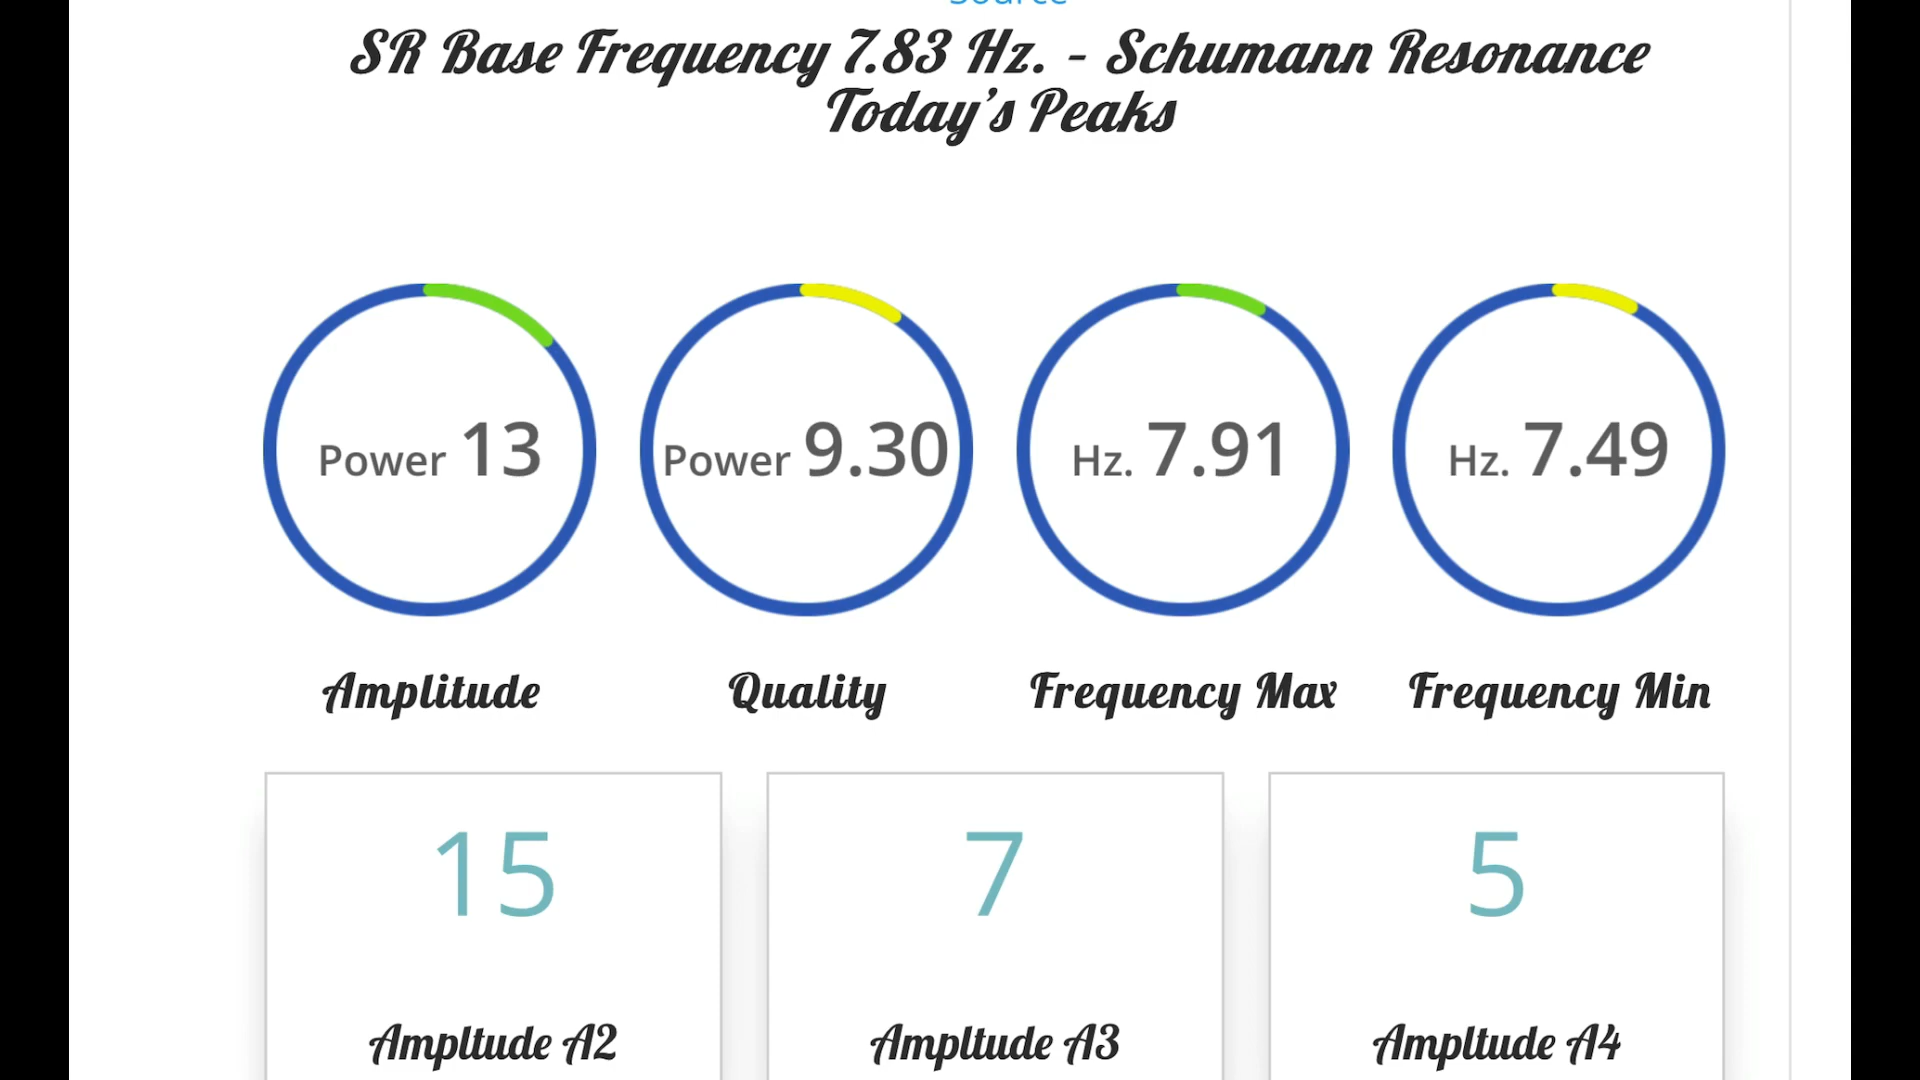 Source
SR Base Frequency 7.83 Hz. - Schumann Resonance
Today's Peaks
Power 13
Power 9.30
Hz. 7.91
Hz. 7.49
Amplitude
Quality
Frequency Max
Frequency Min
15
7
5
Ampltude A2
Ampltude A3
Ampltude A4